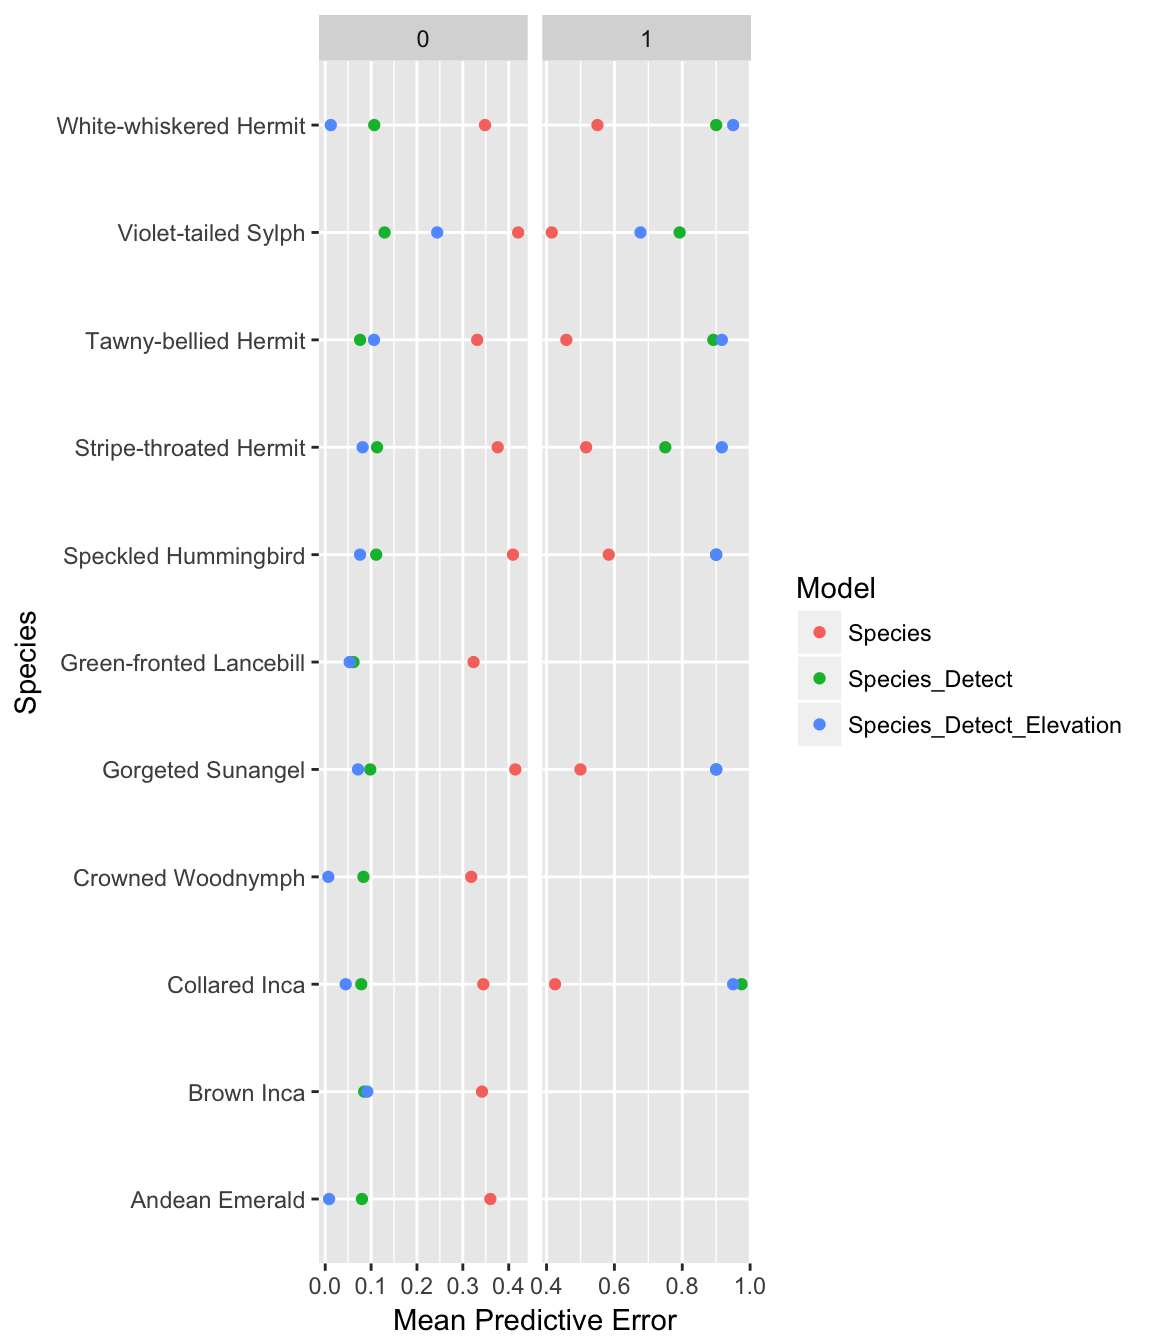 0 1
White-whiskered Hermit
Violet-tailed Sylph
Tawny-bellied Hermit
Stripe-throated Hermit
Speckled Hummingbird
Green-fronted Lancebill
Gorgeted Sunangel
Crowned Woodnymph
Collared Inca
Brown Inca
Andean Emerald
Species
0.0 0.1 0.2 0.3 0.4 0.4 0.6 0.8 1.0
Mean Predictive Error
Model
Species
Species_Detect
Species_Detect_Elevation